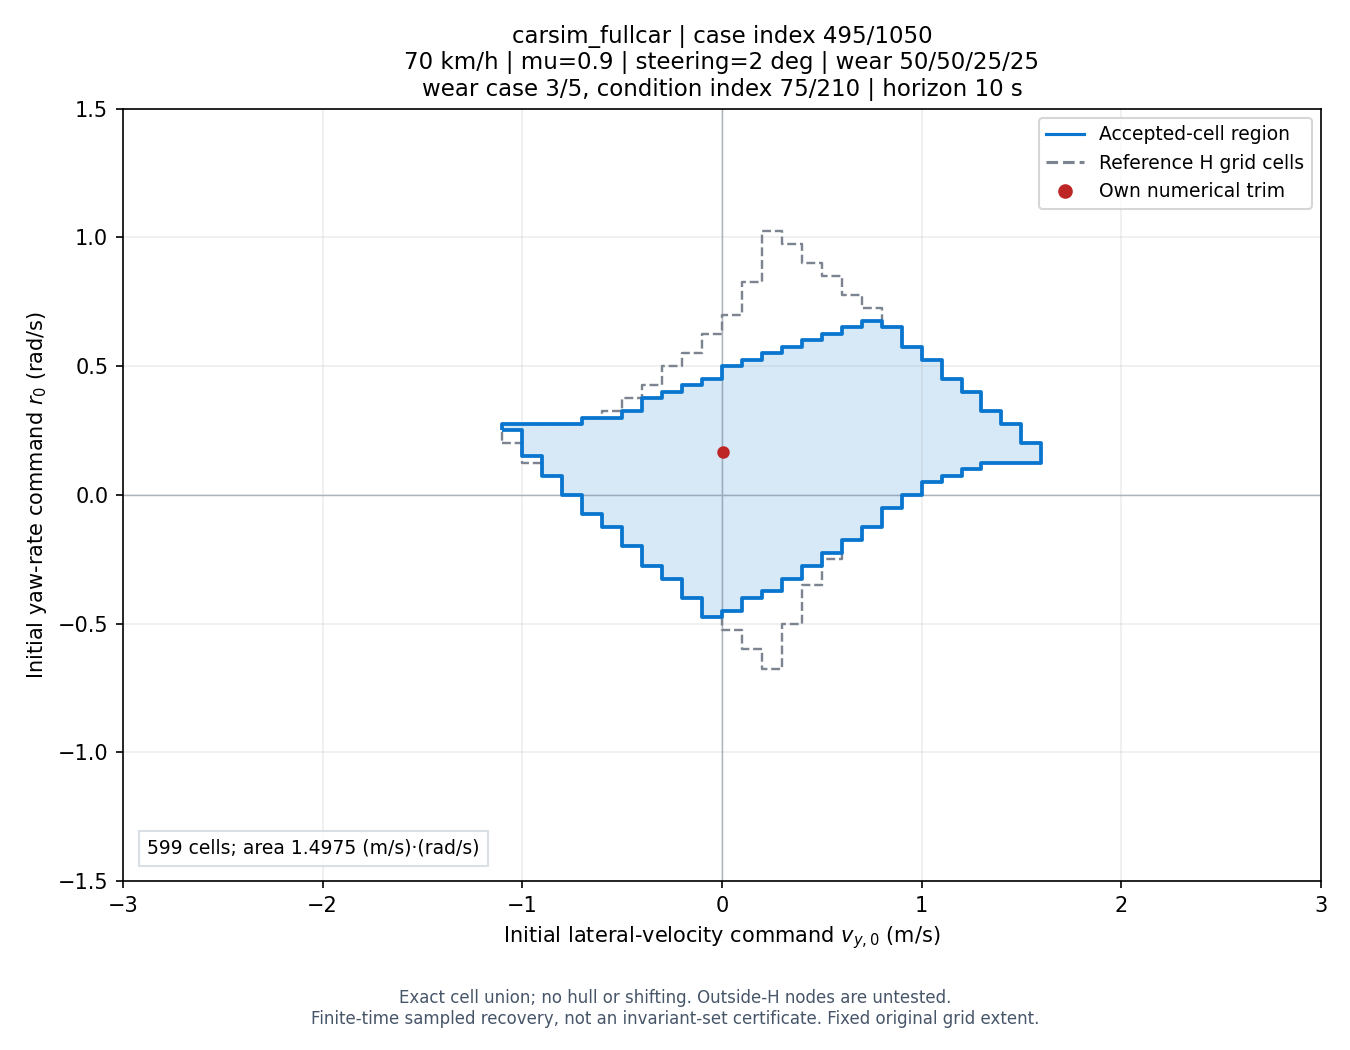 carsim_fullcar | case index 495/1050
70 km/h | mu=0.9 | steering=2 deg | wear 50/50/25/25
wear case 3/5, condition index 75/210 | horizon 10 s
Accepted-cell region
Reference H grid cells
Own numerical trim
Initial yaw-rate command r0 (rad/s)
1.5
1.0
0.5
0.0
−0.5
−1.0
−1.5
599 cells; area 1.4975 (m/s)·(rad/s)
−3 −2 −1 0 1 2 3
Initial lateral-velocity command vy,0 (m/s)
Exact cell union; no hull or shifting. Outside-H nodes are untested.
Finite-time sampled recovery, not an invariant-set certificate. Fixed original grid extent.